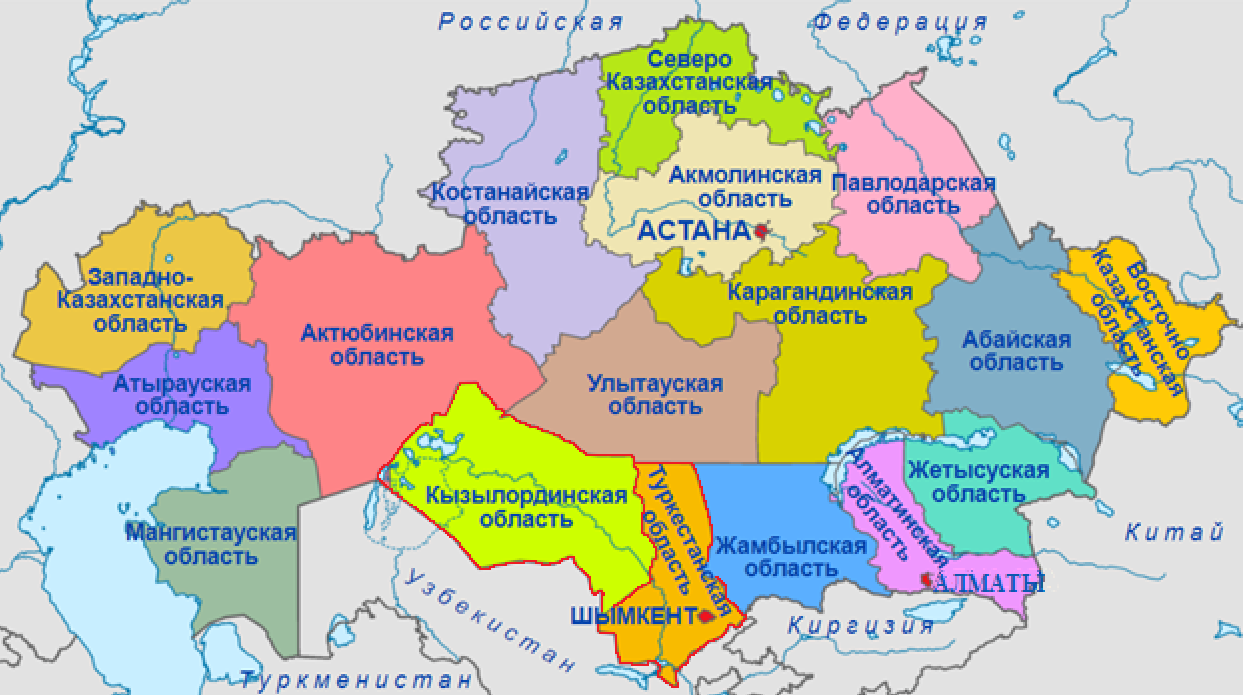 Российская
Федерация
Северо
Казахстанская
область
Костанайская
область
Акмолинская
область
АСТАНА
Павлодарская
область
Западно-
Казахстанская
область
Актюбинская
область
Карагандинская
область
Абайская
область
Восточно
Казахстанская
область
Атырауская
область
Улытауская
область
Мангистауская
область
Кызылординская
область
Туркестанская
область
Жамбылская
область
Алматинская
область
Жетысуская
область
АЛМАТЫ
ШЫМКЕНТ
Китай
Киргизия
Узбекистан
Туркменистан